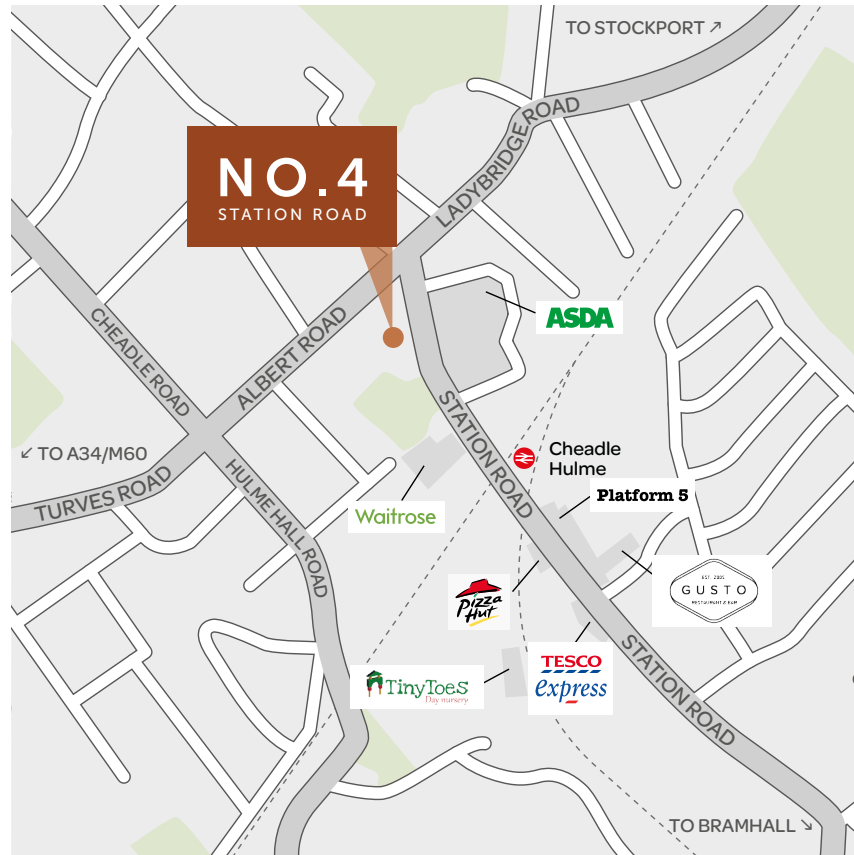 TO STOCKPORT ↗
LADYBRIDGE ROAD
NO.4
STATION ROAD
ASDA
CHEADLE ROAD
ALBERT ROAD
STATION ROAD
↙ TO A34/M60
Cheadle
Hulme
HULME HALL ROAD
TURVES ROAD
Platform 5
Waitrose
EST. 2005
GUSTO
RESTAURANT & BAR
Pizza
Hut
TESCO
express
STATION ROAD
TinyToes
Day nursery
TO BRAMHALL ↘